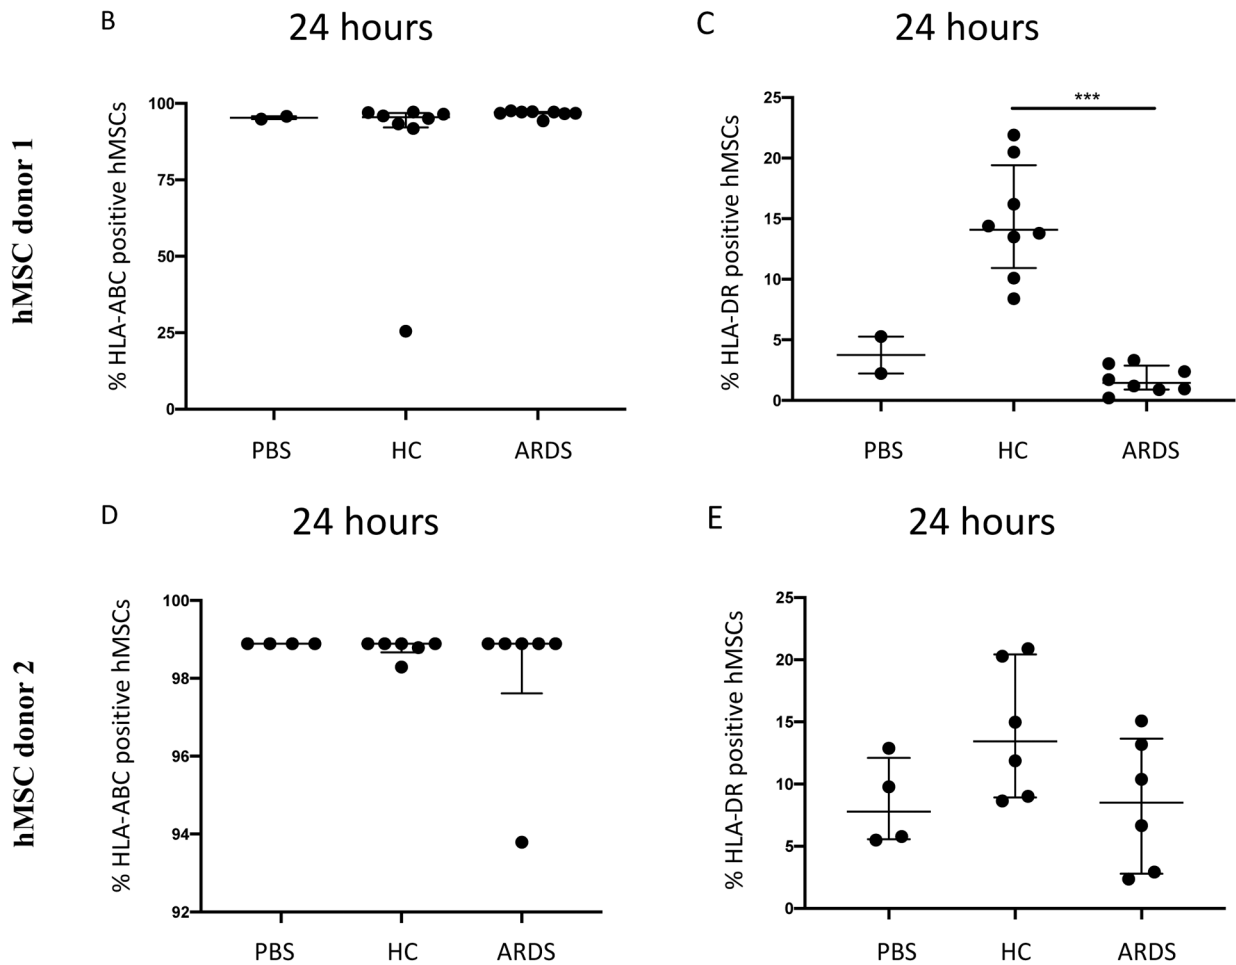 B
24 hours
C
24 hours
hMSC donor 1
% HLA-ABC positive hMSCs
100
75
50
25
0
PBS HC ARDS
% HLA-DR positive hMSCs
25
20
15
10
5
0
***
PBS HC ARDS
D
24 hours
E
24 hours
hMSC donor 2
% HLA-ABC positive hMSCs
100
98
96
94
92
PBS HC ARDS
% HLA-DR positive hMSCs
25
20
15
10
5
0
PBS HC ARDS